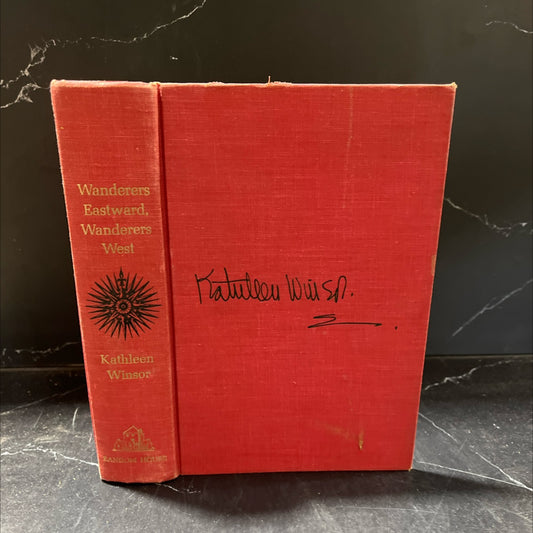 Wanderers
Eastward,
Wanderers
West
Kathleen
Winsor
RANDOM HOUSE
Kathleen Winsor